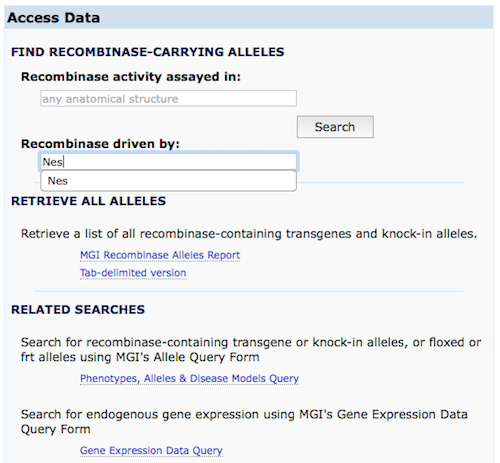 Access Data
FIND RECOMBINASE-CARRYING ALLELES
Recombinase activity assayed in:
any anatomical structure
Search
Recombinase driven by:
Nes
Nes
RETRIEVE ALL ALLELES
Retrieve a list of all recombinase-containing transgenes and knock-in alleles.
MGI Recombinase Alleles Report
Tab-delimited version
RELATED SEARCHES
Search for recombinase-containing transgene or knock-in alleles, or floxed or
frt alleles using MGI's Allele Query Form
Phenotypes, Alleles & Disease Models Query
Search for endogenous gene expression using MGI's Gene Expression Data
Query Form
Gene Expression Data Query